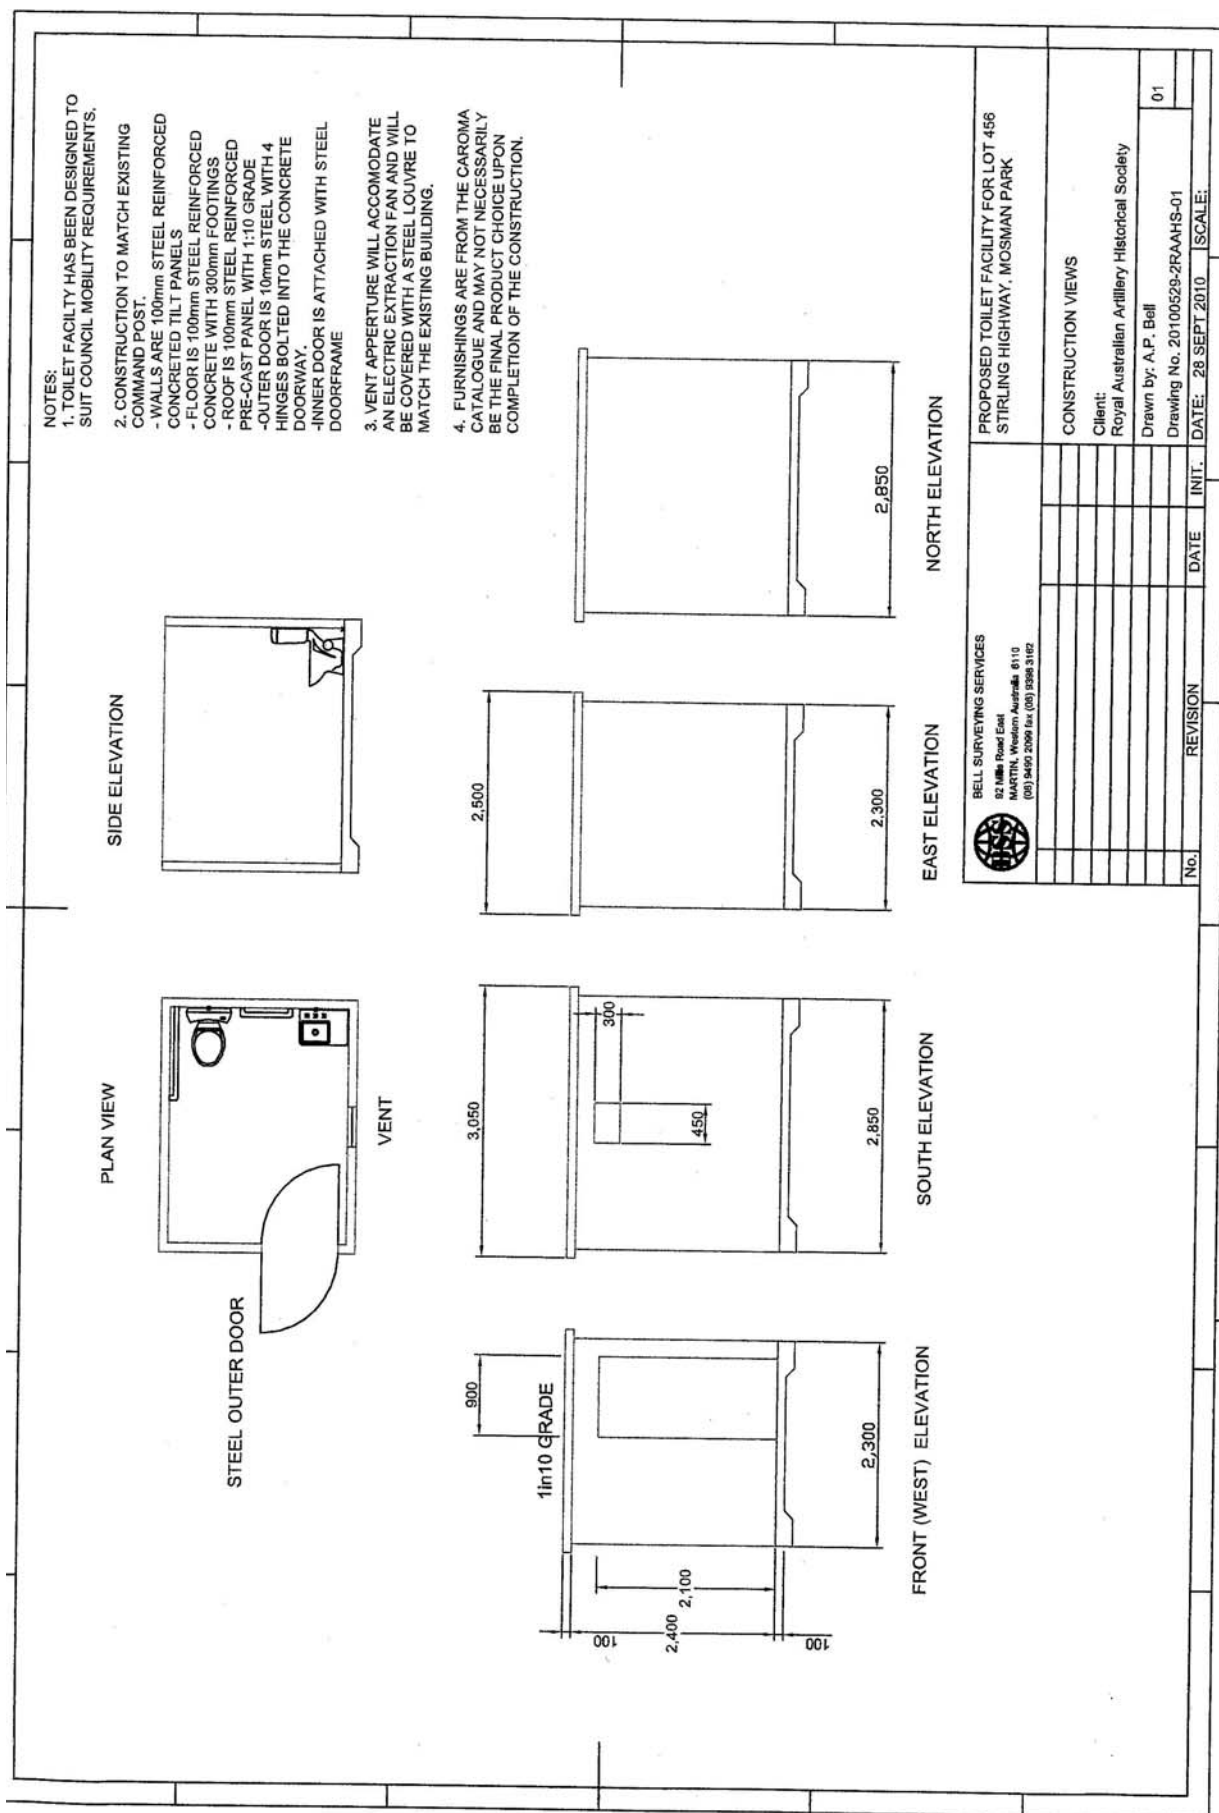 NOTES:
1. TOILET FACILTY HAS BEEN DESIGNED TO
SUIT COUNCIL MOBILITY REQUIREMENTS.
2. CONSTRUCTION TO MATCH EXISTING
COMMAND POST.
- WALLS ARE 100mm STEEL REINFORCED
CONCRETED TILT PANELS
- FLOOR IS 100mm STEEL REINFORCED
CONCRETE WITH 300mm FOOTINGS
- ROOF IS 100mm STEEL REINFORCED
PRE-CAST PANEL WITH 1:10 GRADE
-OUTER DOOR IS 10mm STEEL WITH 4
HINGES BOLTED INTO THE CONCRETE
DOORWAY.
-INNER DOOR IS ATTACHED WITH STEEL
DOORFRAME
3. VENT APPERTURE WILL ACCOMODATE
AN ELECTRIC EXTRACTION FAN AND WILL
BE COVERED WITH A STEEL LOUVRE TO
MATCH THE EXISTING BUILDING.
4. FURNISHINGS ARE FROM THE CAROMA
CATALOGUE AND MAY NOT NECESSARILY
BE THE FINAL PRODUCT CHOICE UPON
COMPLETION OF THE CONSTRUCTION.
PLAN VIEW
SIDE ELEVATION
STEEL OUTER DOOR
VENT
1in10 GRADE
900
100
2,400
2,100
100
2,300
FRONT (WEST) ELEVATION
3,050
300
450
2,850
SOUTH ELEVATION
2,500
2,300
EAST ELEVATION
2,850
NORTH ELEVATION
BSS
BELL SURVEYING SERVICES
92 Mills Road East
MARTIN, Western Australia 6110
(08) 9490 2099 fax (08) 9398 3162
PROPOSED TOILET FACILITY FOR LOT 456
STIRLING HIGHWAY, MOSMAN PARK
CONSTRUCTION VIEWS
Client:
Royal Australian Artillery Historical Society
Drawn by: A.P. Bell
01
Drawing No. 20100529-2RAAHS-01
No. REVISION DATE INIT. DATE: 28 SEPT 2010 SCALE: